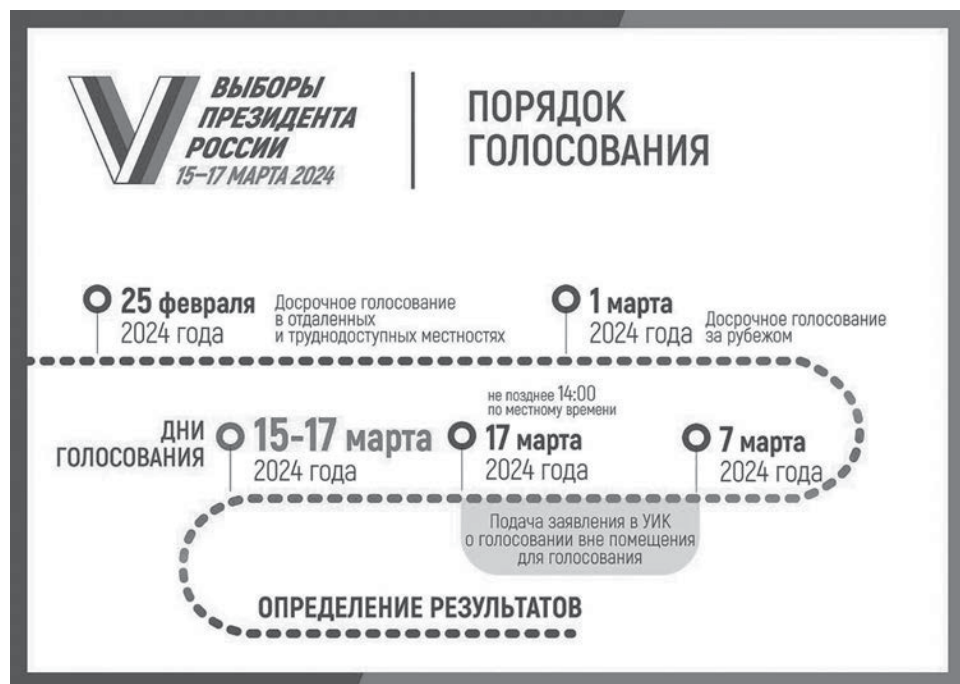 ВЫБОРЫ
ПРЕЗИДЕНТА
РОССИИ
15–17 МАРТА 2024
ПОРЯДОК
ГОЛОСОВАНИЯ
25 февраля
2024 года
Досрочное голосование
в отдаленных
и труднодоступных местностях
1 марта
2024 года
Досрочное голосование
за рубежом
ДНИ
ГОЛОСОВАНИЯ
15-17 марта
2024 года
не позднее 14:00
по местному времени
17 марта
2024 года
7 марта
2024 года
Подача заявления в УИК
о голосовании вне помещения
для голосования
ОПРЕДЕЛЕНИЕ РЕЗУЛЬТАТОВ